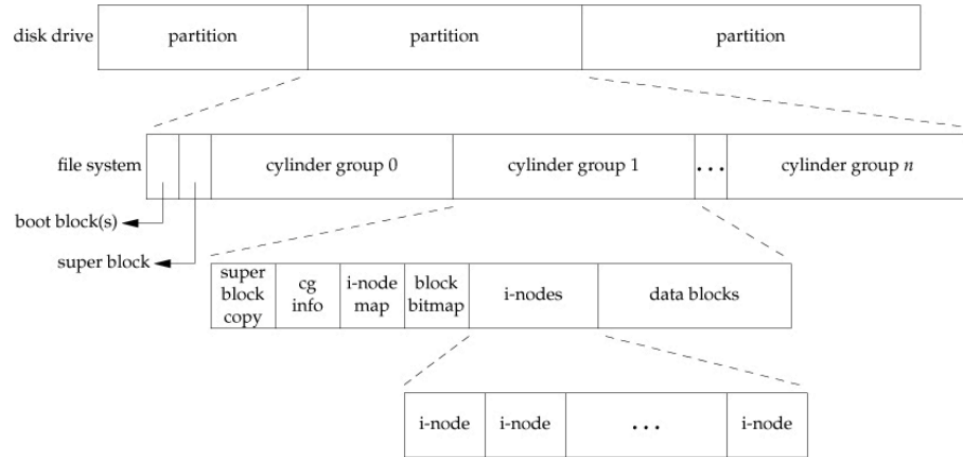 disk drive partition partition partition
file system cylinder group 0 cylinder group 1 ... cylinder group n
boot block(s)
super block
super block copy
cg info
i-node map
block bitmap
i-nodes
data blocks
i-node i-node ... i-node